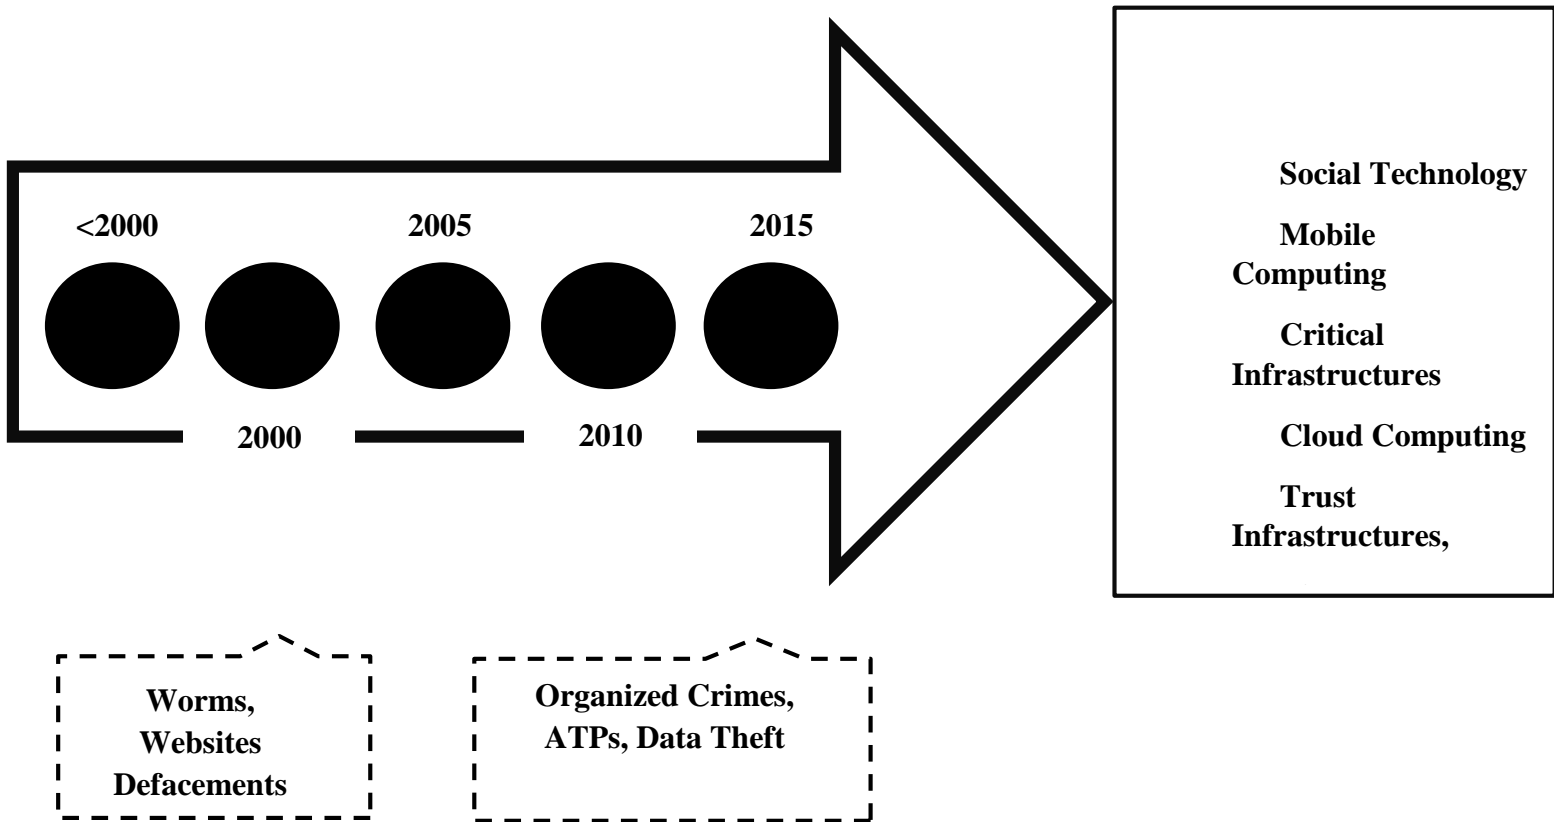 <2000
2005
2015
2000
2010
Social Technology
Mobile
Computing
Critical
Infrastructures
Cloud Computing
Trust
Infrastructures,
Worms,
Websites
Defacements
Organized Crimes,
ATPs, Data Theft